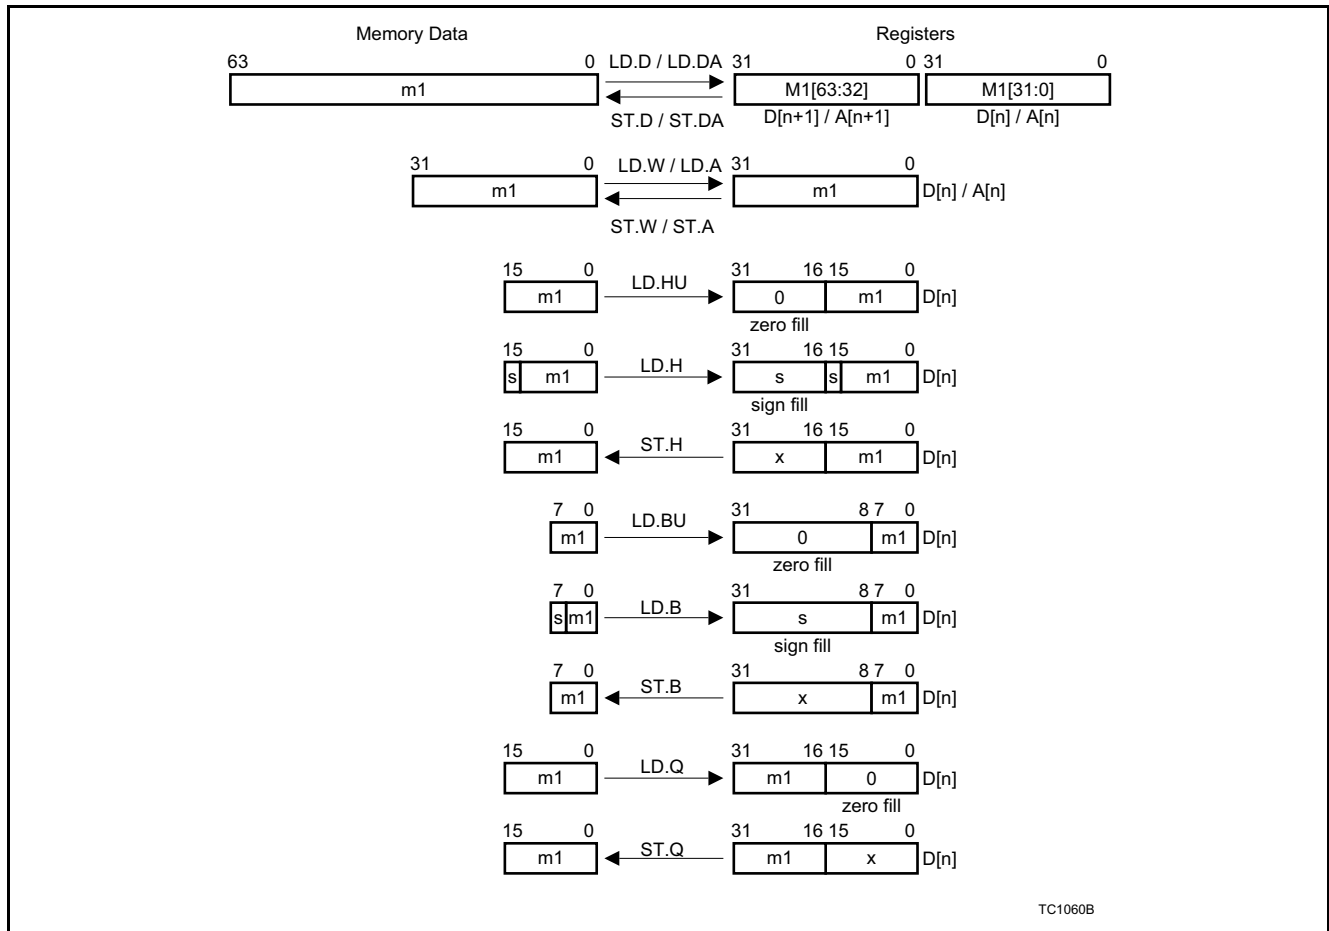 Memory Data Registers
63 0 LD.D / LD.DA 31 0 31 0
m1 M1[63:32] M1[31:0]
ST.D / ST.DA D[n+1] / A[n+1] D[n] / A[n]
31 0 LD.W / LD.A 31 0
m1 m1 D[n] / A[n]
ST.W / ST.A
15 0 LD.HU 31 16 15 0
m1 0 m1 D[n]
zero fill
15 0 LD.H 31 16 15 0
s m1 s s m1 D[n]
sign fill
15 0 ST.H 31 16 15 0
m1 x m1 D[n]
7 0 LD.BU 31 8 7 0
m1 0 m1 D[n]
zero fill
7 0 LD.B 31 8 7 0
s m1 s m1 D[n]
sign fill
7 0 ST.B 31 8 7 0
m1 x m1 D[n]
15 0 LD.Q 31 16 15 0
m1 m1 0 D[n]
zero fill
15 0 ST.Q 31 16 15 0
m1 m1 x D[n]
TC1060B